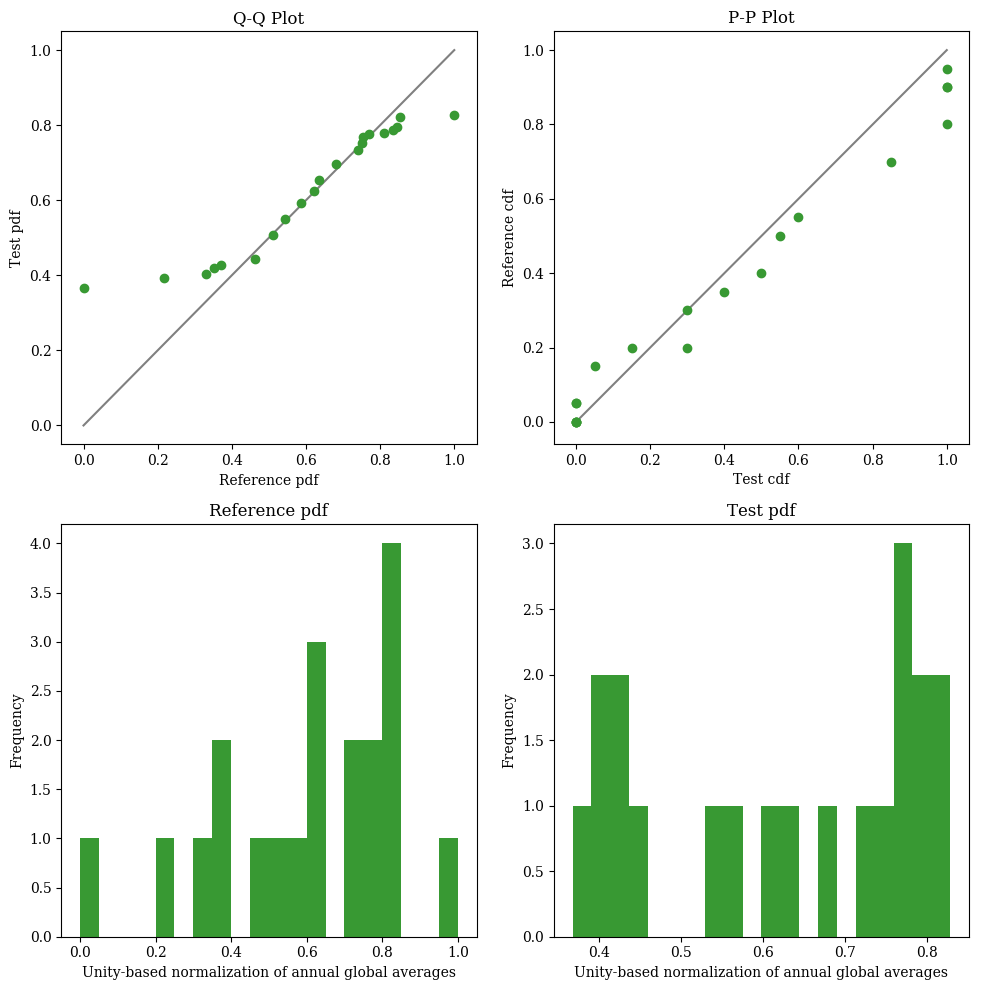 Q-Q Plot
1.0
0.8
0.6
0.4
0.2
0.0
Test pdf
0.0 0.2 0.4 0.6 0.8 1.0
Reference pdf
P-P Plot
1.0
0.8
0.6
0.4
0.2
0.0
Reference cdf
0.0 0.2 0.4 0.6 0.8 1.0
Test cdf
Reference pdf
4.0
3.5
3.0
2.5
2.0
1.5
1.0
0.5
0.0
Frequency
0.0 0.2 0.4 0.6 0.8 1.0
Unity-based normalization of annual global averages
Test pdf
3.0
2.5
2.0
1.5
1.0
0.5
0.0
Frequency
0.4 0.5 0.6 0.7 0.8
Unity-based normalization of annual global averages